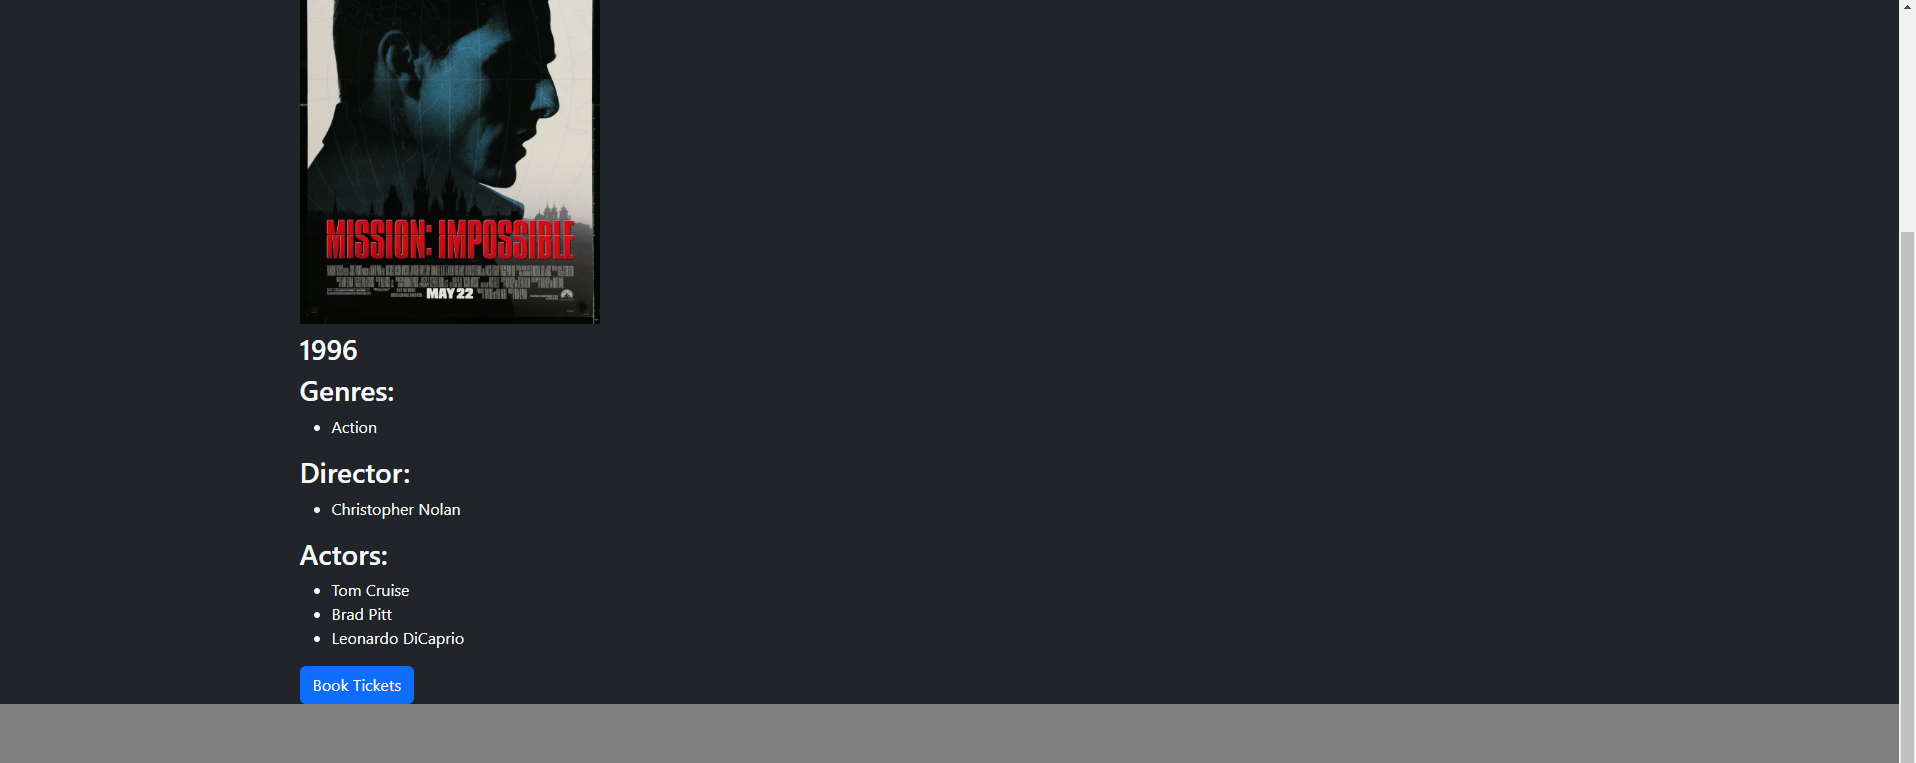 MISSION: IMPOSSIBLE
MAY 22
1996
Genres:
Action
Director:
Christopher Nolan
Actors:
Tom Cruise
Brad Pitt
Leonardo DiCaprio
Book Tickets